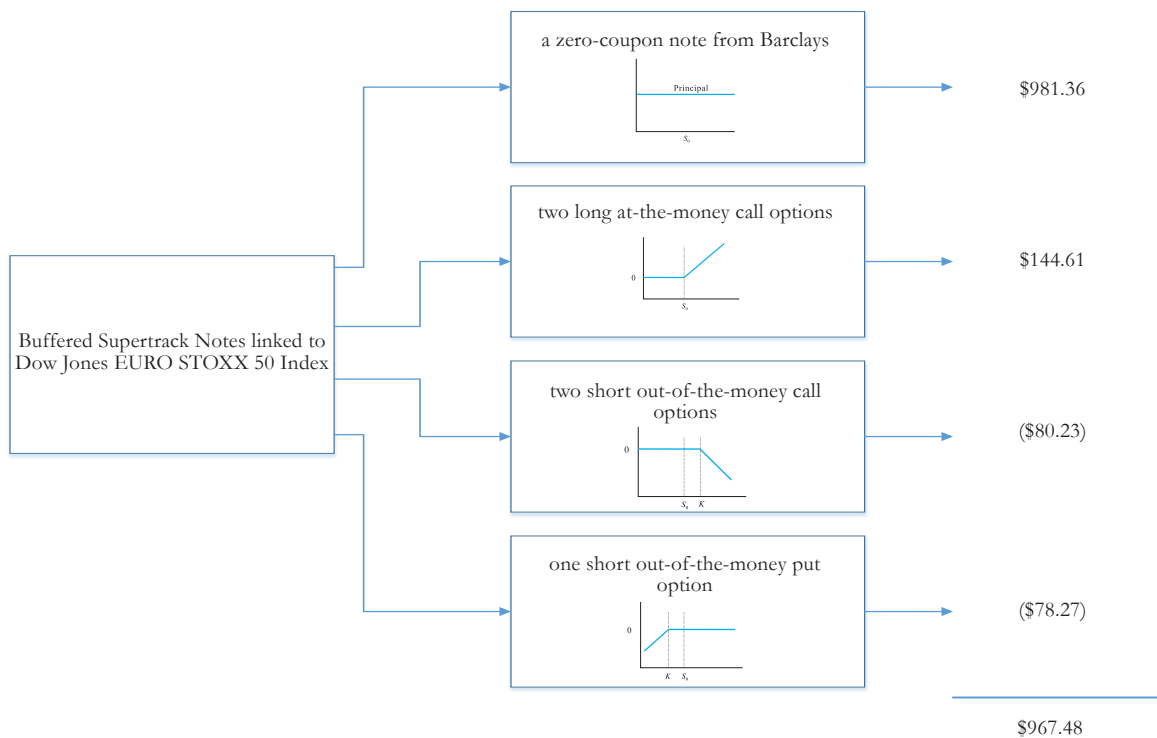 Buffered Supertrack Notes linked to
Dow Jones EURO STOXX 50 Index
a zero-coupon note from Barclays
Principal
S₀
$981.36
two long at-the-money call options
0
S₀
$144.61
two short out-of-the-money call
options
0
S₀ K
($80.23)
one short out-of-the-money put
option
0
K S₀
($78.27)
$967.48